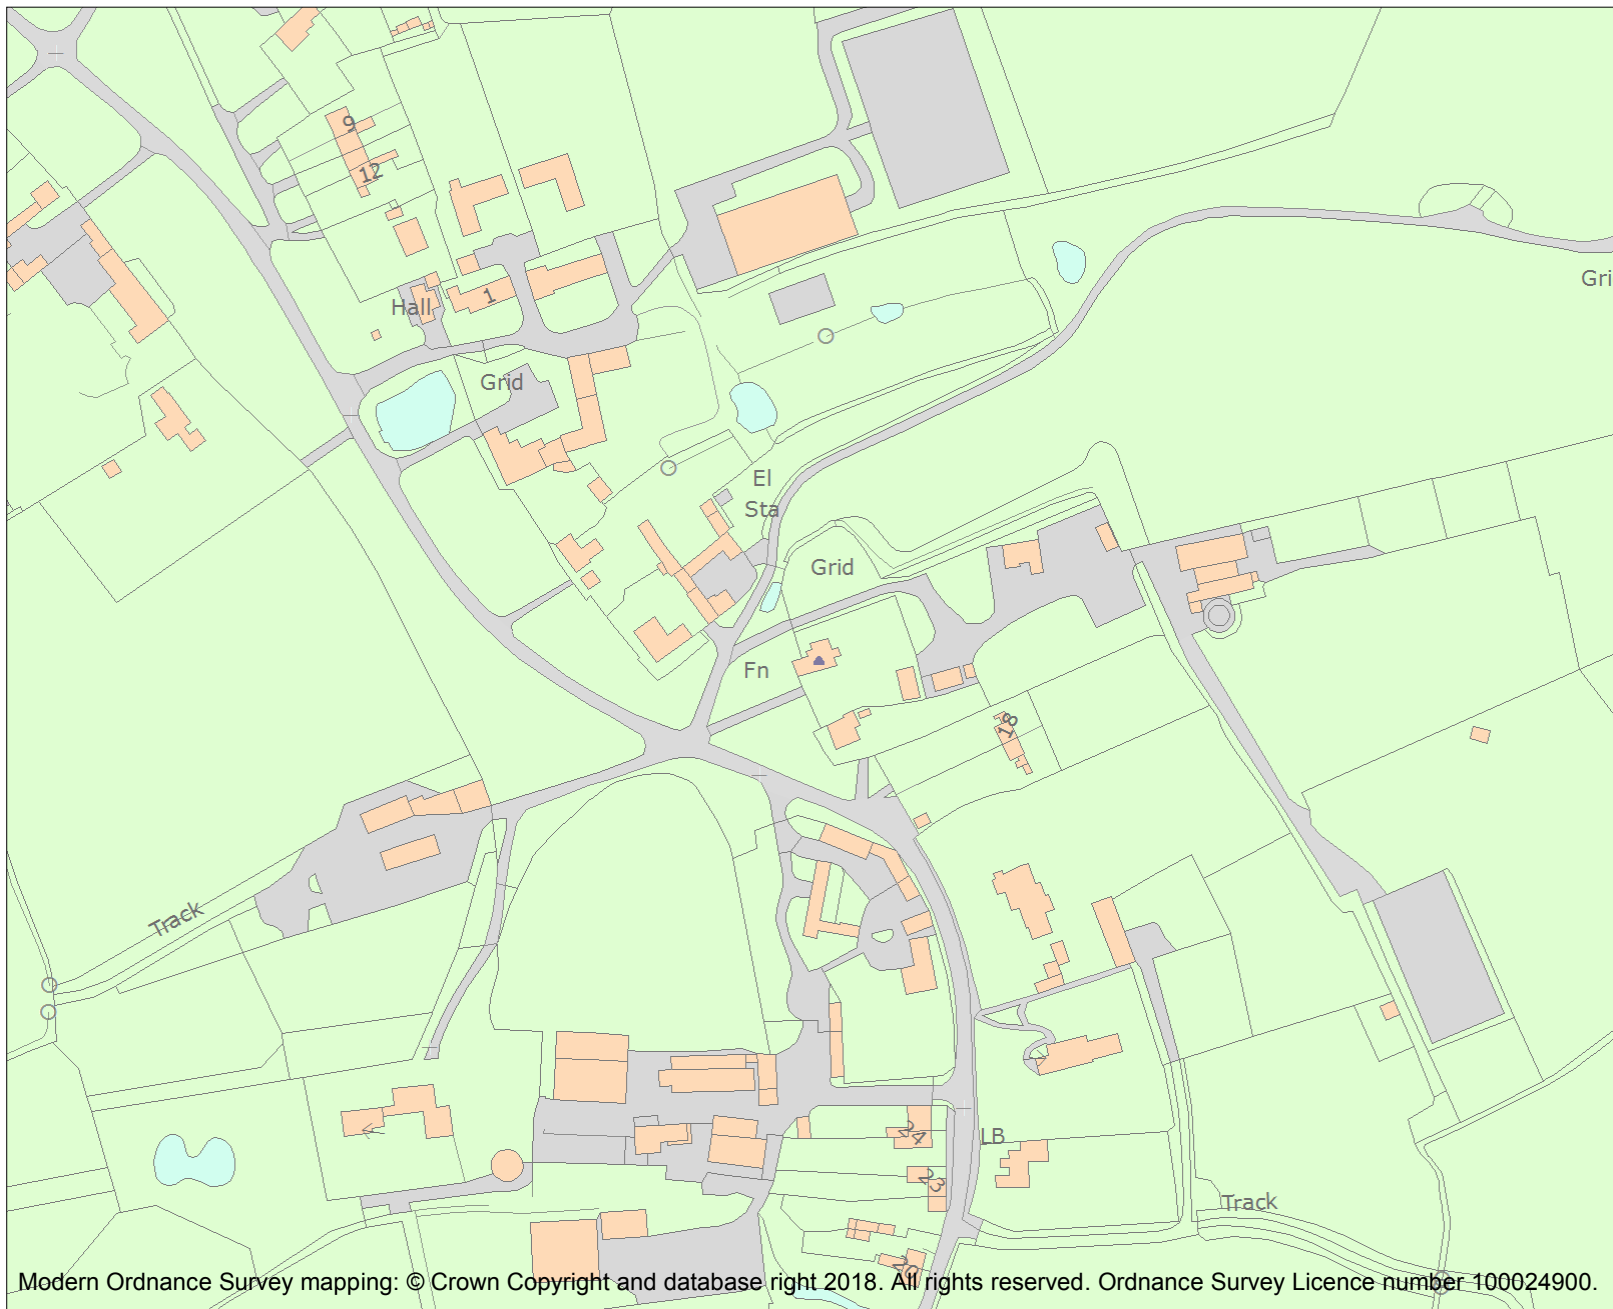 9
12
Gri
1
Hall
Grid
El
Sta
Grid
Fn
18
Track
24
LB
23
Track
20
Modern Ordnance Survey mapping: © Crown Copyright and database right 2018. All rights reserved. Ordnance Survey Licence number 100024900.